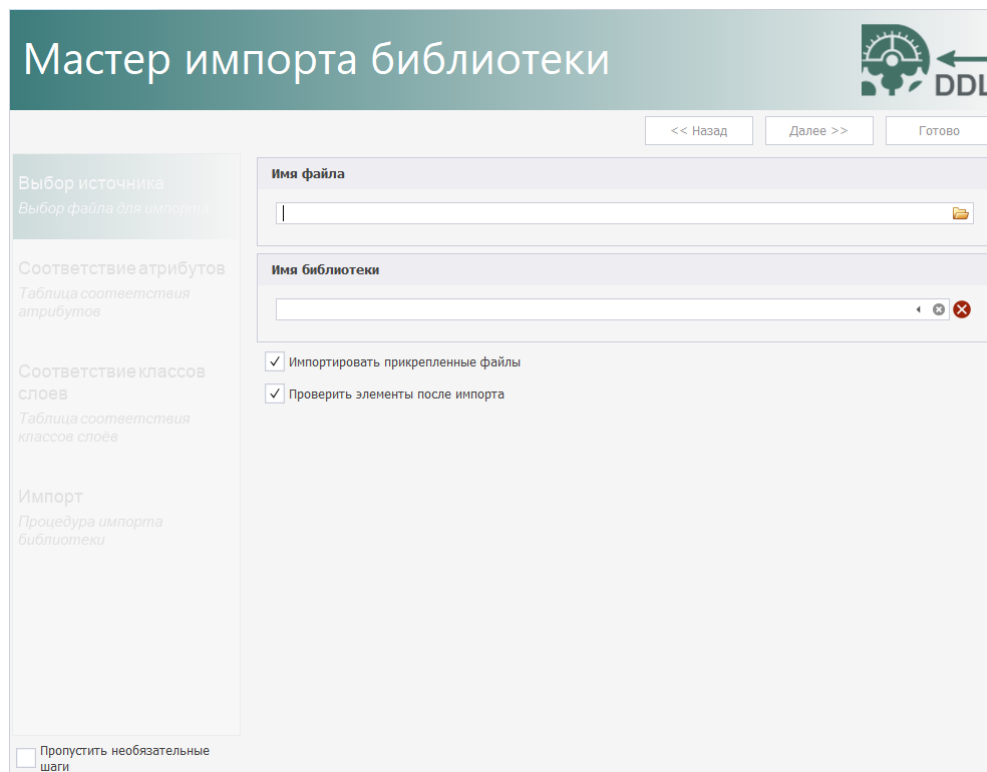 Мастер импорта библиотеки
DDL
<< Назад
Далее >>
Готово
Выбор источника
Выбор файла для импорта
Соответствие атрибутов
Таблица соответствия
атрибутов
Соответствие классов
слоев
Таблица соответствия
классов слоёв
Импорт
Процедура импорта
библиотеки
Имя файла
Имя библиотеки
Импортировать прикрепленные файлы
Проверить элементы после импорта
Пропустить необязательные
шаги